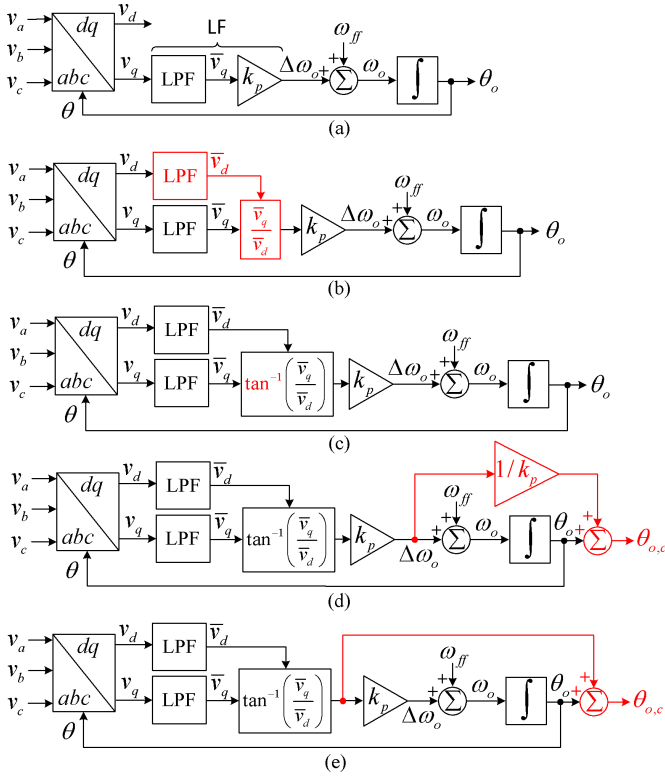 LF
v_a v_b v_c dq abc θ v_d v_q LPF v̅_q k_p Δω_o + + ω_ff Σ ω_o ∫ θ_o
(a)
v_a v_b v_c dq abc θ v_d v_q LPF v̅_d LPF v̅_q v̅_q/v̅_d k_p Δω_o + + ω_ff Σ ω_o ∫ θ_o
(b)
v_a v_b v_c dq abc θ v_d v_q LPF v̅_d LPF v̅_q tan⁻¹(v̅_q/v̅_d) k_p Δω_o + + ω_ff Σ ω_o ∫ θ_o
(c)
v_a v_b v_c dq abc θ v_d v_q LPF v̅_d LPF v̅_q tan⁻¹(v̅_q/v̅_d) k_p Δω_o + + ω_ff Σ ω_o ∫ θ_o 1/k_p + + Σ θ_{o,c}
(d)
v_a v_b v_c dq abc θ v_d v_q LPF v̅_d LPF v̅_q tan⁻¹(v̅_q/v̅_d) k_p Δω_o + + ω_ff Σ ω_o ∫ θ_o + + Σ θ_{o,c}
(e)